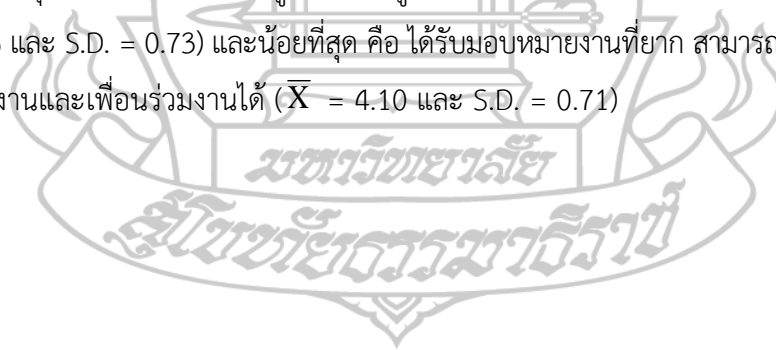 และ S.D. = 0.73) และน้อยที่สุด คือ ได้รับมอบหมายงานที่ยาก สามารถ
งานและเพื่อนร่วมงานได้ (X̅ = 4.10 และ S.D. = 0.71)
มหาวิทยาลัย
สุโขทัยธรรมาธิราช